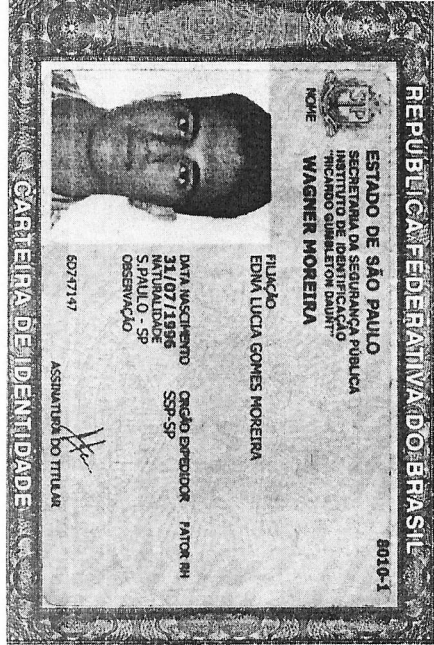 REPÚBLICA FEDERATIVA DO BRASIL
8010-1
ESTADO DE SÃO PAULO
SECRETARIA DA SEGURANÇA PÚBLICA
INSTITUTO DE IDENTIFICAÇÃO
"RICARDO GUMBLETON DAUNT"
NOME
WAGNER MOREIRA
FILIAÇÃO
EDNA LUCIA GOMES MOREIRA
DATA NASCIMENTO ORGÃO EXPEDIDOR FATOR RH
31/07/1996 SSP-SP
NATURALIDADE
S.PAULO - SP
OBSERVAÇÃO
6D747147
ASSINATURA DO TITULAR
CARTEIRA DE IDENTIDADE